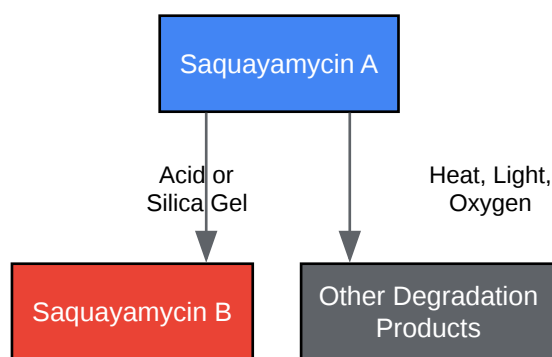 Saquayamycin A
Acid or
Silica Gel
Heat, Light,
Oxygen
Saquayamycin B
Other Degradation
Products